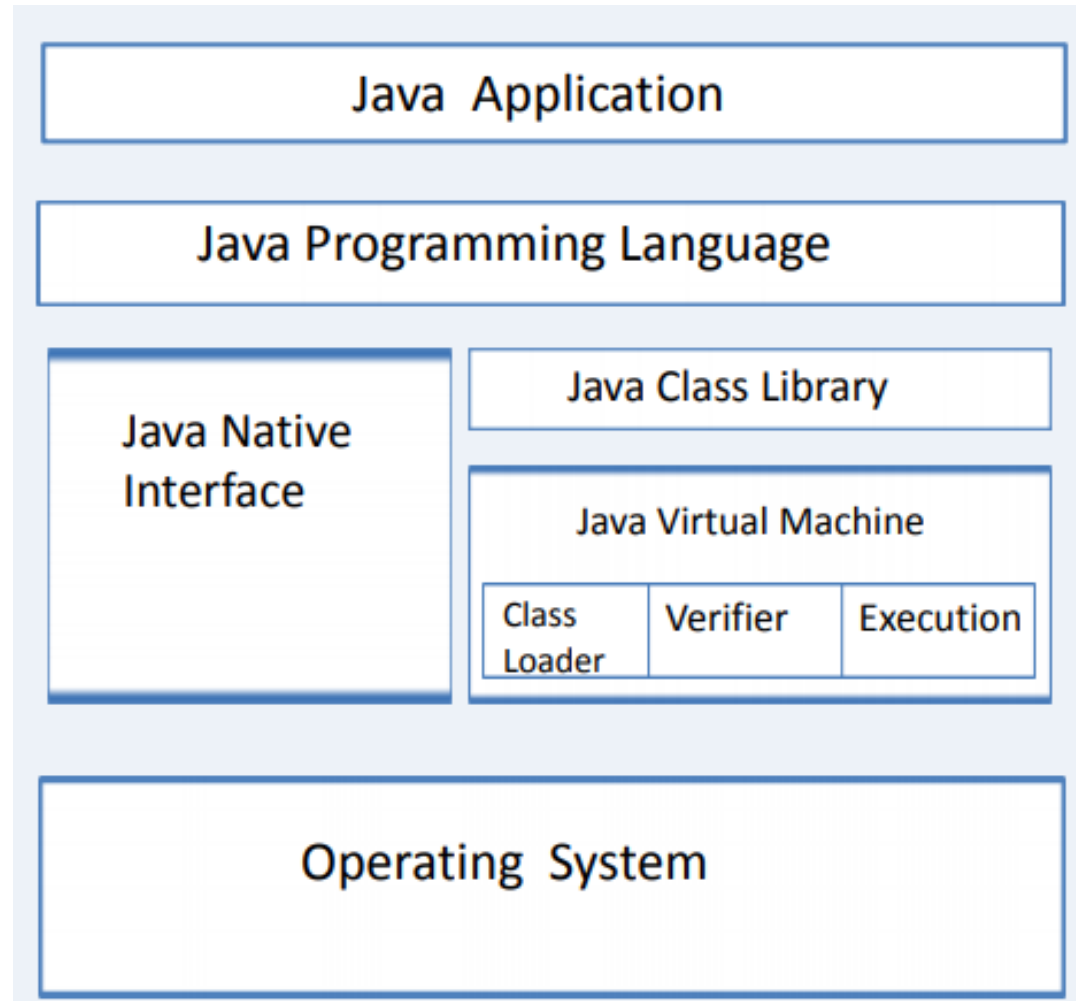 Java Application
Java Programming Language
Java Native
Interface
Java Class Library
Java Virtual Machine
Class
Loader
Verifier
Execution
Operating System